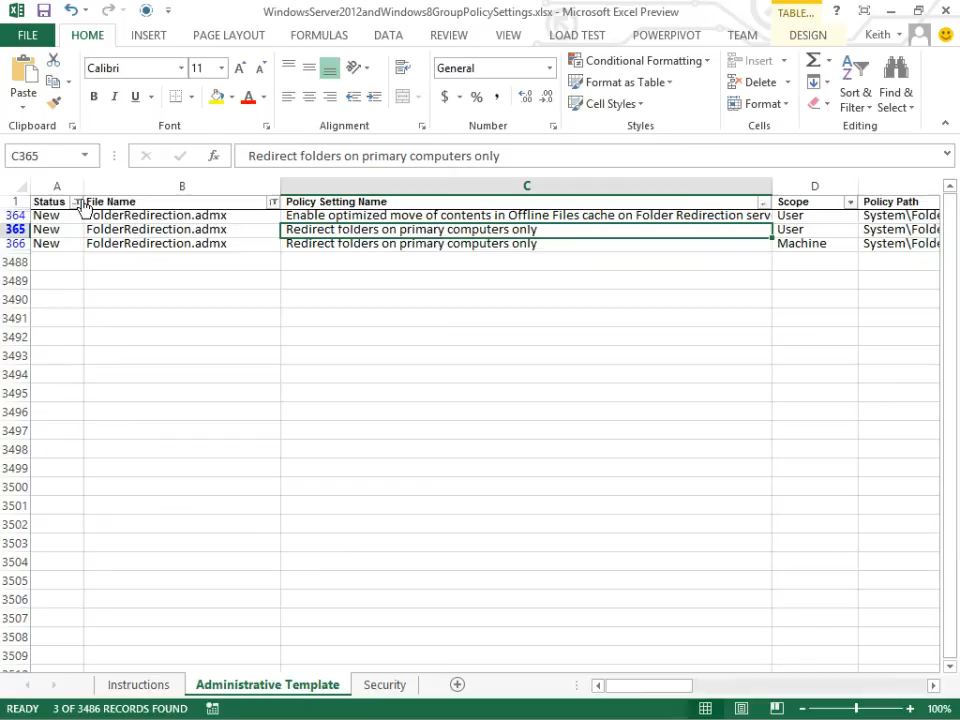 WindowsServer2012andWindows8GroupPolicySettings.xlsx - Microsoft Excel Preview
TABLE...
?
FILE HOME INSERT PAGE LAYOUT FORMULAS DATA REVIEW VIEW LOAD TEST POWERPIVOT TEAM DESIGN Keith
Paste
Calibri 11
B I U
General
$ % ,
Conditional Formatting
Format as Table
Cell Styles
Insert
Delete
Format
Sort & Filter
Find & Select
Clipboard Font Alignment Number Styles Cells Editing
C365 fx Redirect folders on primary computers only
A B C D
1 Status File Name Policy Setting Name Scope Policy Path
364 New FolderRedirection.admx Enable optimized move of contents in Offline Files cache on Folder Redirection serv User System\Folde
365 New FolderRedirection.admx Redirect folders on primary computers only User System\Folde
366 New FolderRedirection.admx Redirect folders on primary computers only Machine System\Folde
3488
3489
3490
3491
3492
3493
3494
3495
3496
3497
3498
3499
3500
3501
3502
3503
3504
3505
3506
3507
3508
3509
Instructions Administrative Template Security
READY 3 OF 3486 RECORDS FOUND 100%